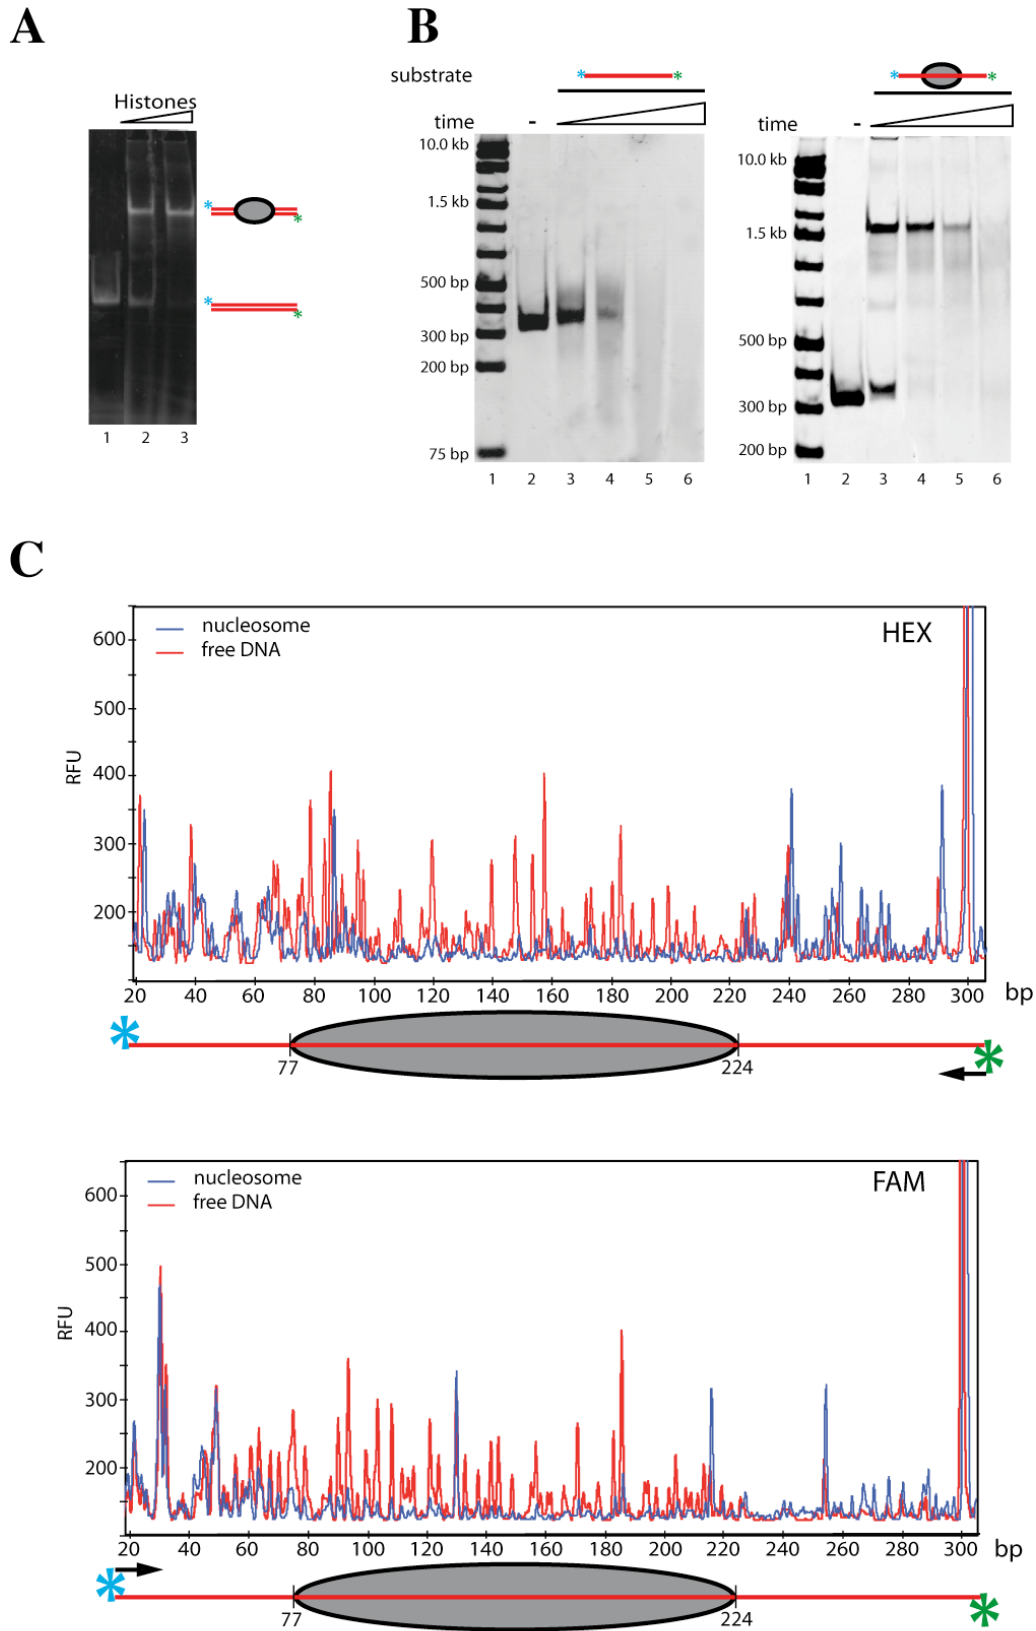 A
Histones
* *
* *
1 2 3
B
substrate
* *
time -
10.0 kb
1.5 kb
500 bp
300 bp
200 bp
75 bp
1 2 3 4 5 6
* *
time -
10.0 kb
1.5 kb
500 bp
300 bp
200 bp
1 2 3 4 5 6
C
nucleosome
free DNA
HEX
RFU
600
500
400
300
200
20 40 60 80 100 120 140 160 180 200 220 240 260 280 300 bp
* *
77 224
nucleosome
free DNA
FAM
RFU
600
500
400
300
200
20 40 60 80 100 120 140 160 180 200 220 240 260 280 300 bp
* *
77 224